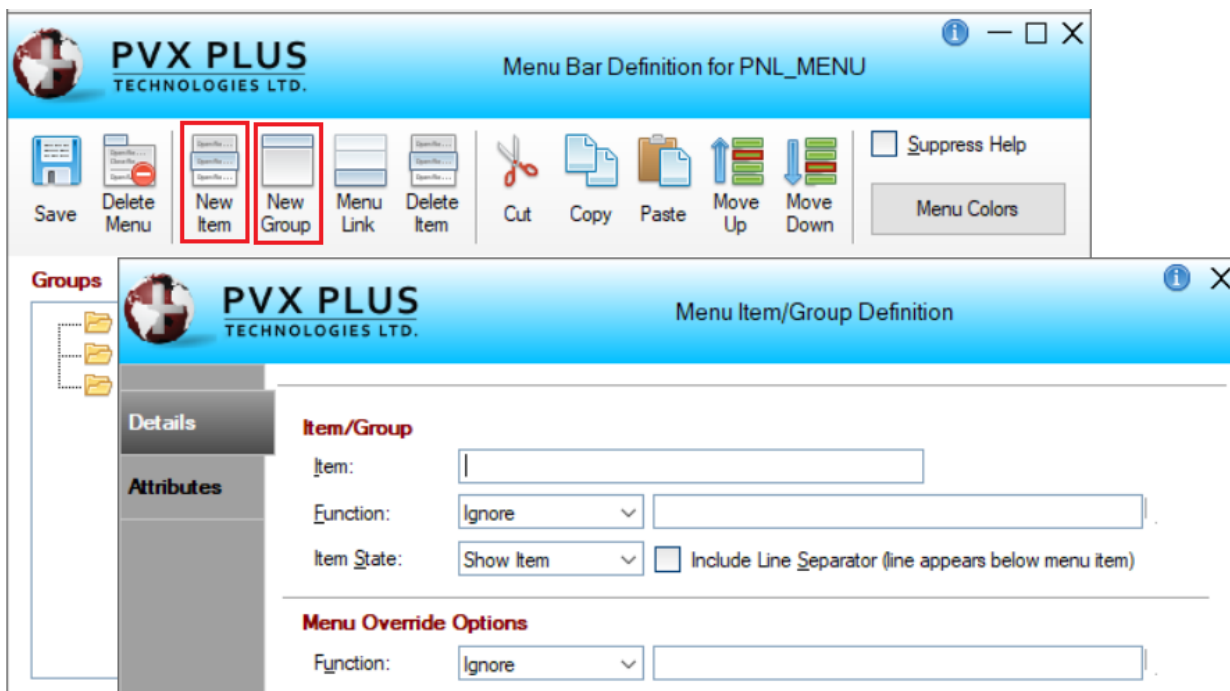 PVX PLUS
TECHNOLOGIES LTD.
Menu Bar Definition for PNL_MENU
Save
Delete
Menu
New
Item
New
Group
Menu
Link
Delete
Item
Cut
Copy
Paste
Move
Up
Move
Down
Suppress Help
Menu Colors
Groups
PVX PLUS
TECHNOLOGIES LTD.
Menu Item/Group Definition
Details
Attributes
Item/Group
Item:
Function: Ignore
Item State: Show Item Include Line Separator (line appears below menu item)
Menu Override Options
Function: Ignore